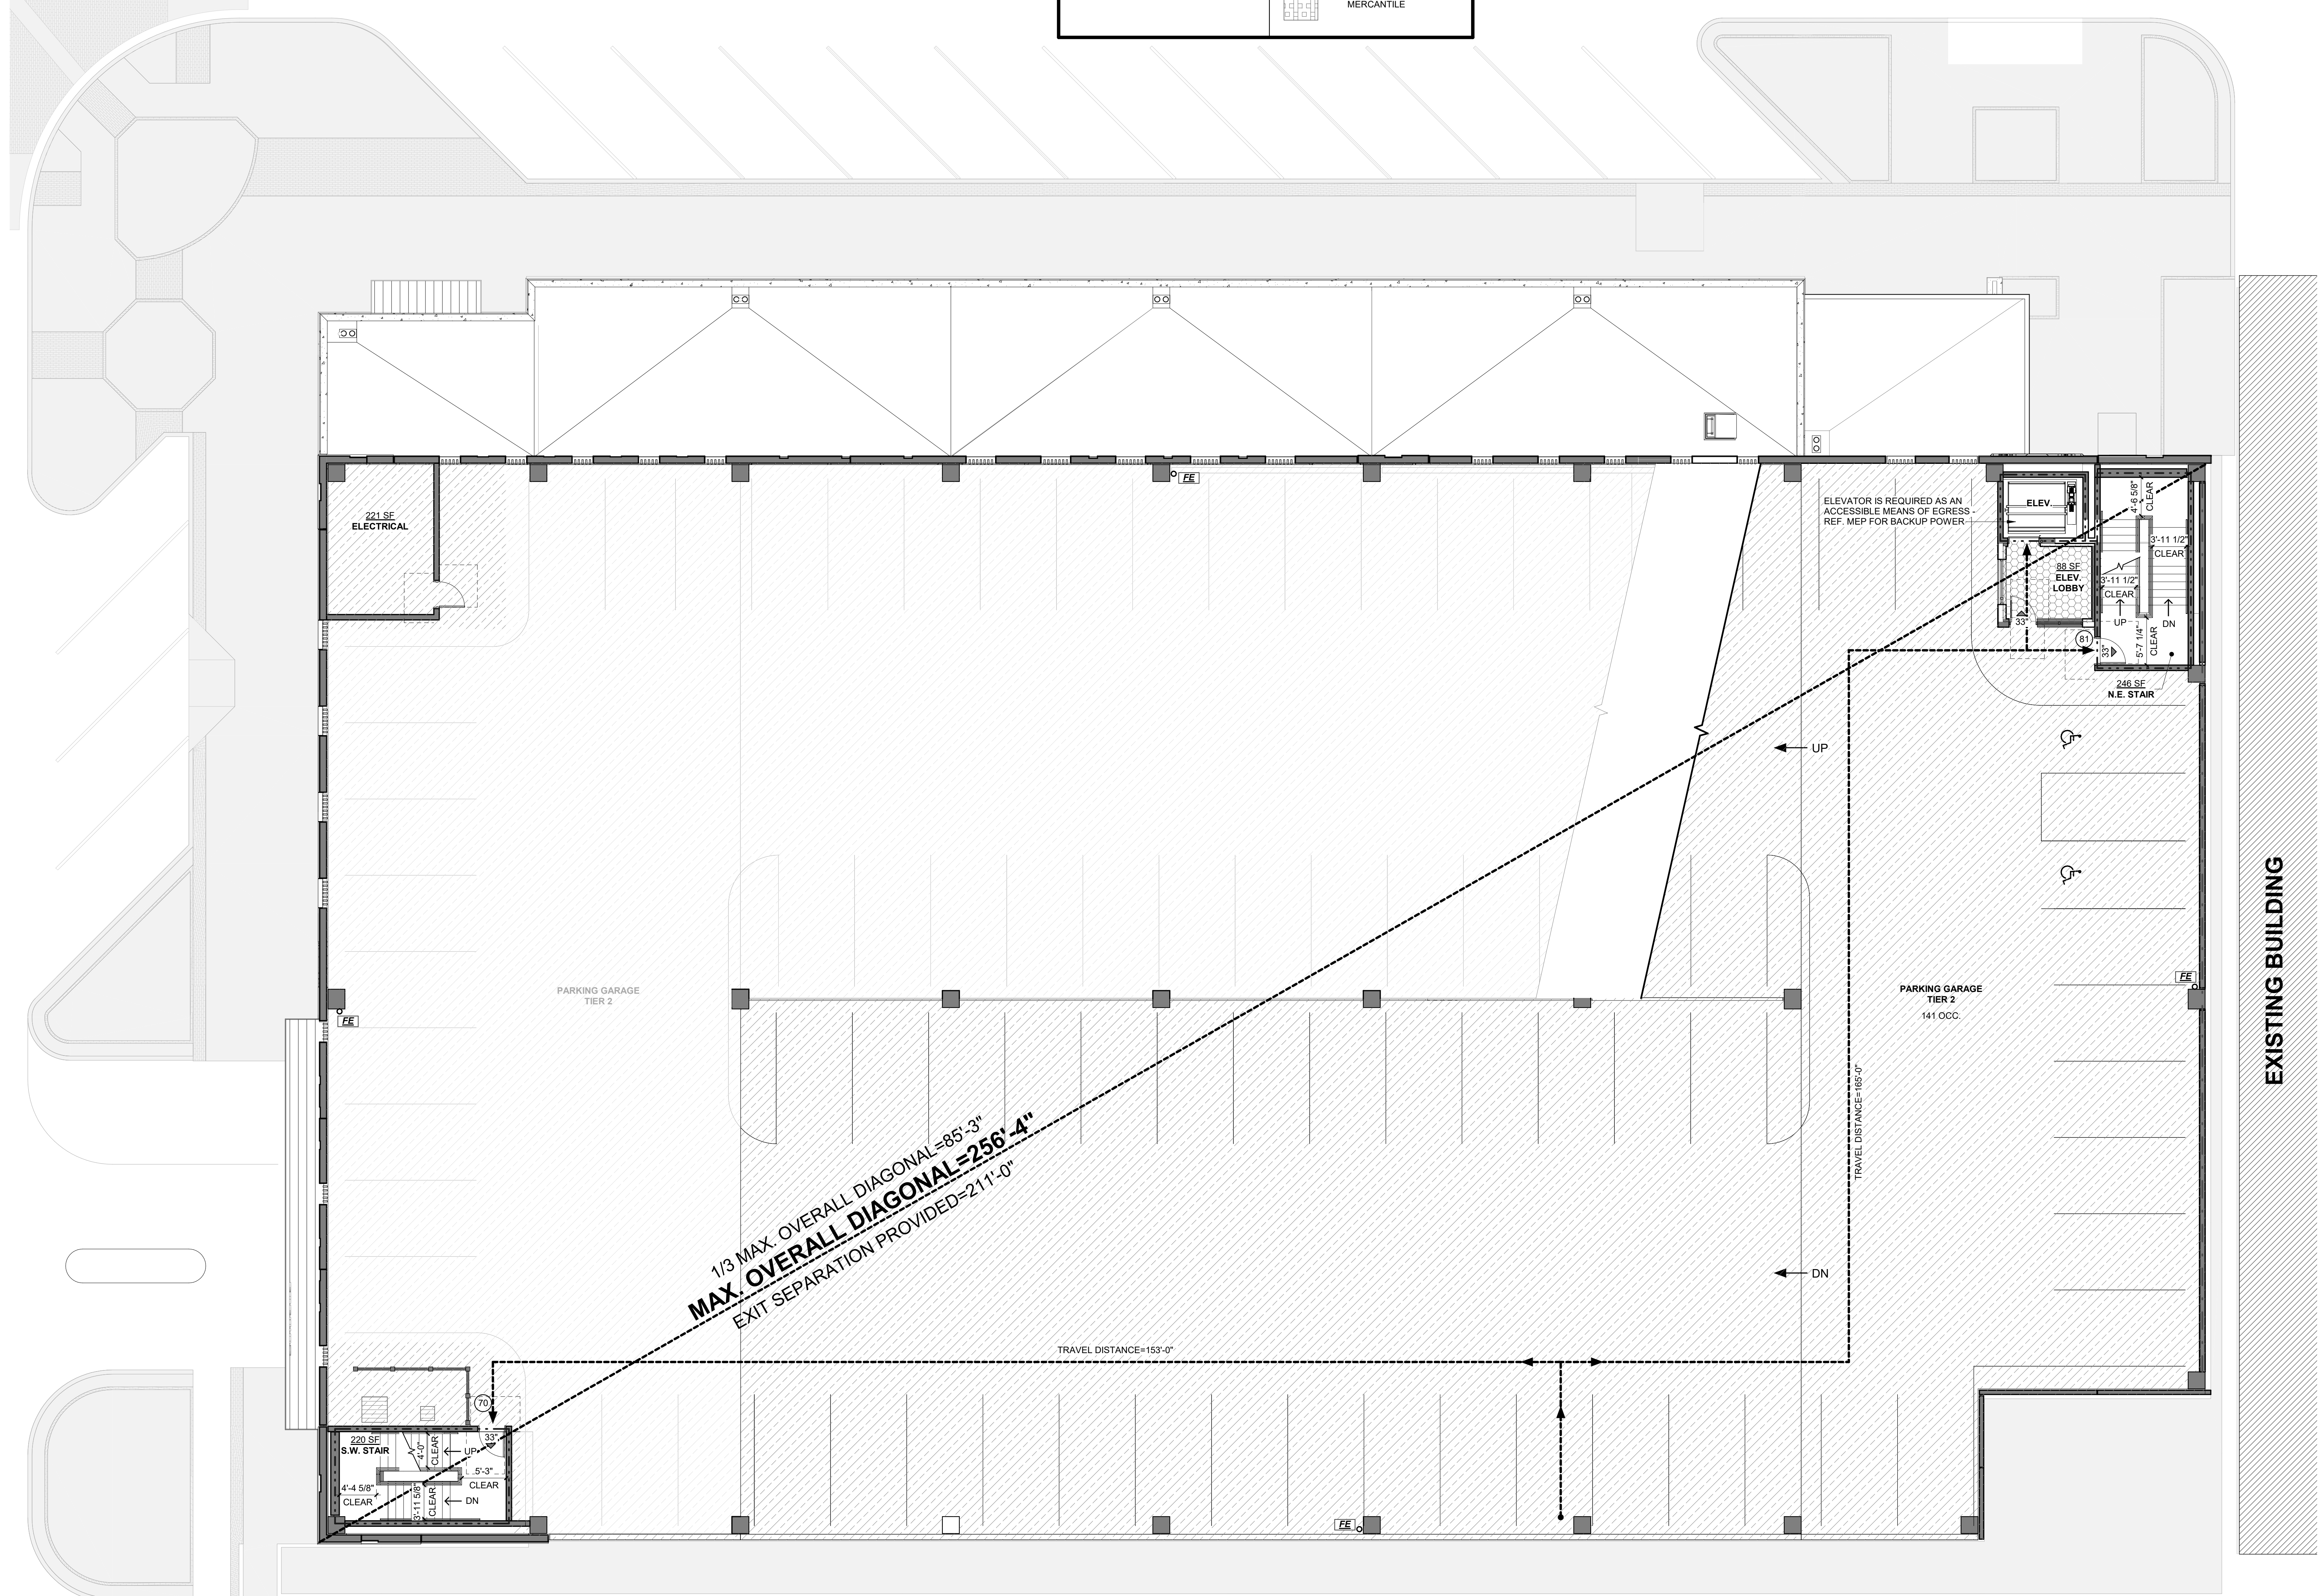 MERCANTILE
FE
221 SF
ELECTRICAL
ELEVATOR IS REQUIRED AS AN
ACCESSIBLE MEANS OF EGRESS -
REF. MEP FOR BACKUP POWER
ELEV.
4'-6 5/8"
CLEAR
3'-11 1/2"
CLEAR
88 SF
ELEV.
LOBBY
3'-11 1/2"
CLEAR
UP
DN
33"
81
33"
5'-7 1/4"
CLEAR
246 SF
N.E. STAIR
UP
EXISTING BUILDING
FE
PARKING GARAGE
TIER 2
PARKING GARAGE
TIER 2
141 OCC.
FE
TRAVEL DISTANCE=165'-0"
1/3 MAX. OVERALL DIAGONAL=85'-3"
MAX. OVERALL DIAGONAL=256'-4"
EXIT SEPARATION PROVIDED=211'-0"
DN
TRAVEL DISTANCE=153'-0"
70
33"
220 SF
S.W. STAIR
4'-0"
CLEAR
UP
5'-3"
CLEAR
4'-4 5/8"
CLEAR
3'-11 5/8"
CLEAR
DN
FE